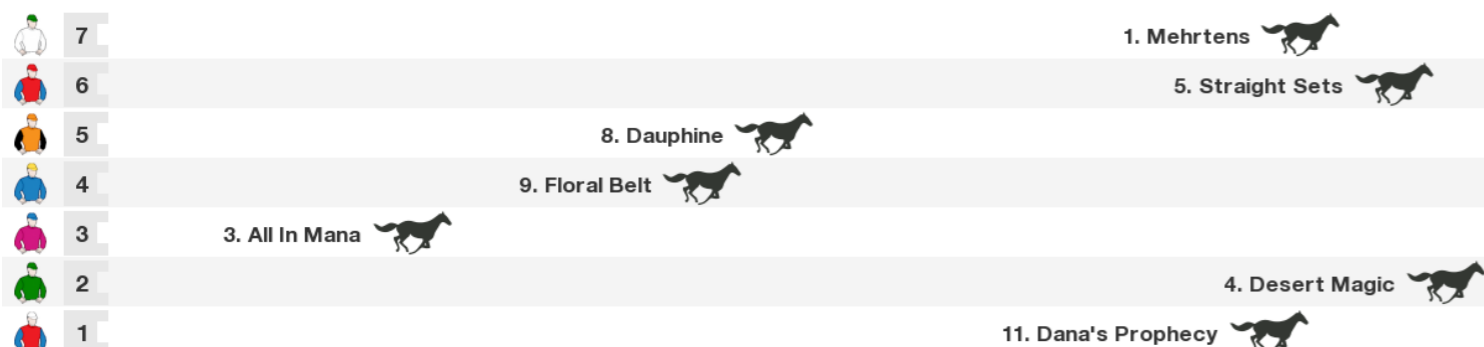 7 1. Mehrtens
6 5. Straight Sets
5 8. Dauphine
4 9. Floral Belt
3 3. All In Mana
2 4. Desert Magic
1 11. Dana's Prophecy